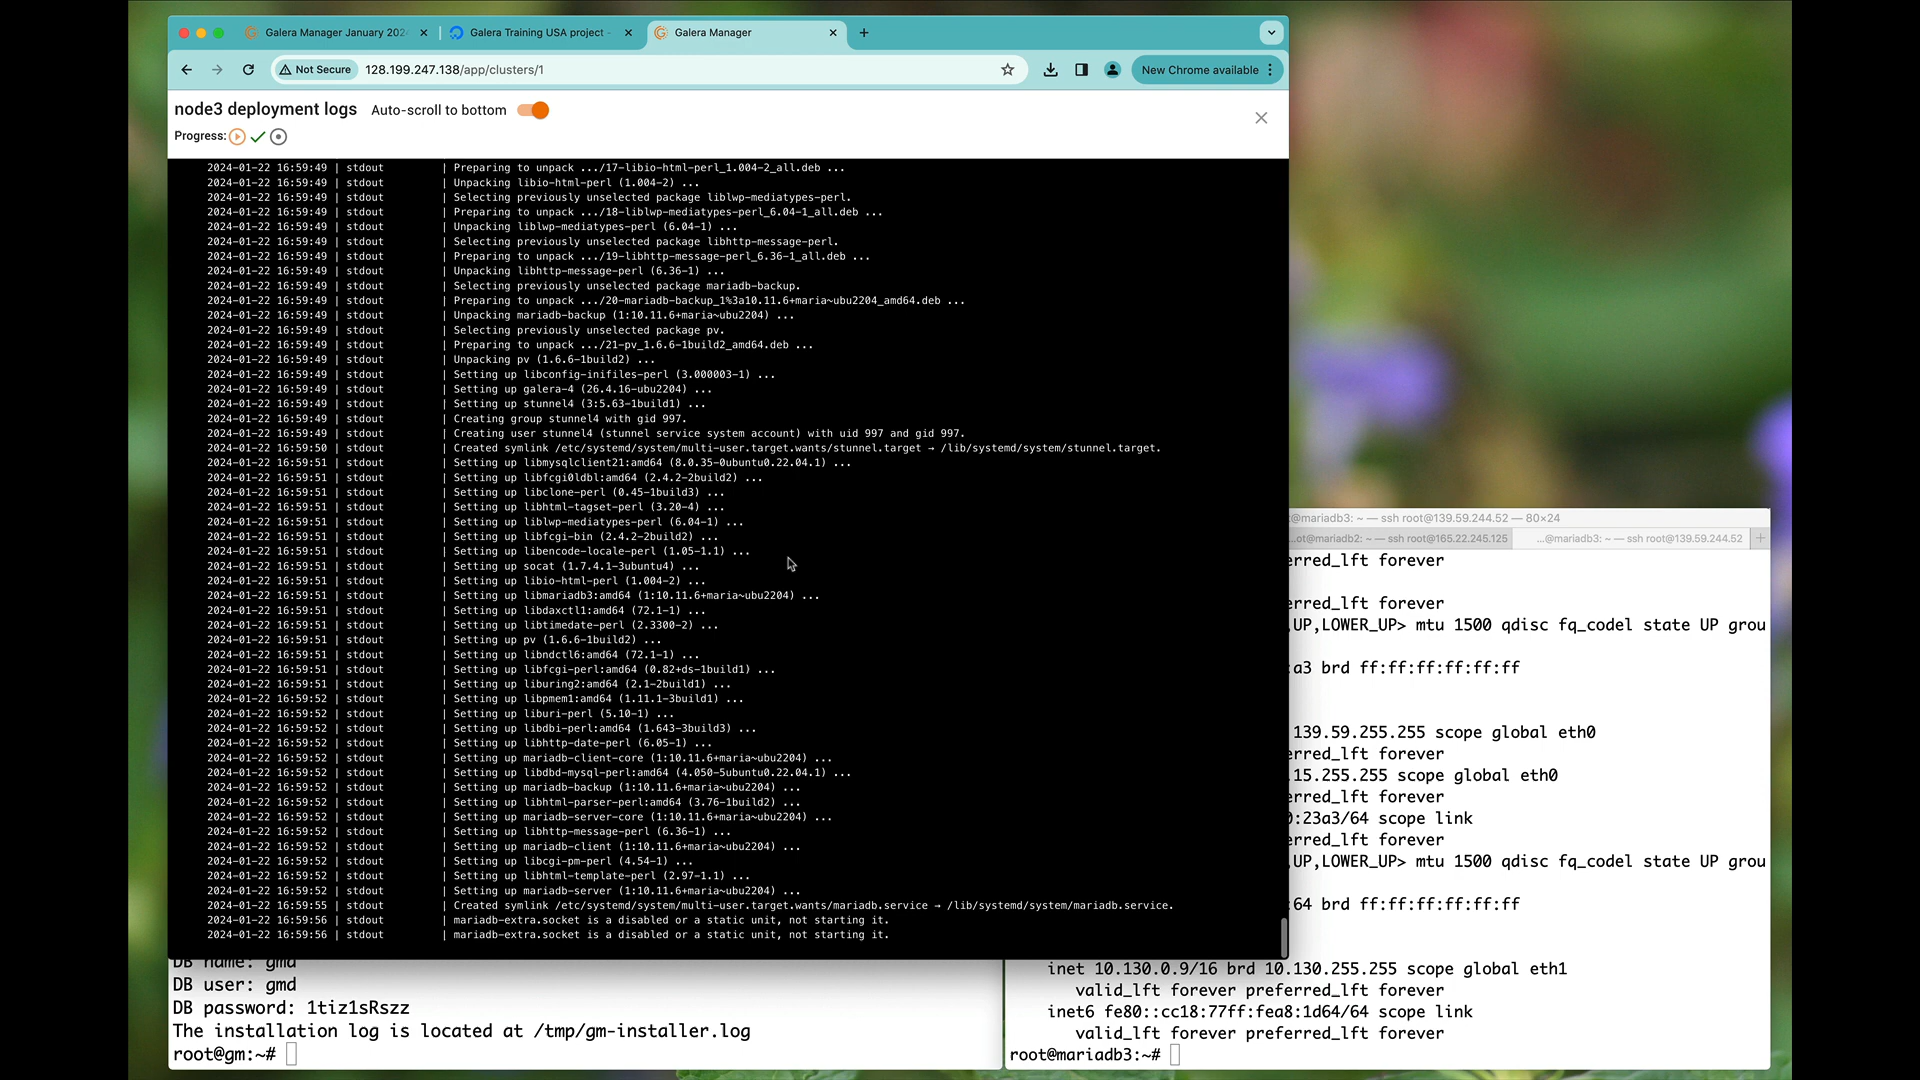 Galera Manager January 202
Galera Training USA project -
Galera Manager
Not Secure
128.199.247.138/app/clusters/1
New Chrome available
node3 deployment logs
Auto-scroll to bottom
Progress:
2024-01-22 16:59:49 | stdout | Preparing to unpack .../17-libio-html-perl_1.004-2_all.deb ...
2024-01-22 16:59:49 | stdout | Unpacking libio-html-perl (1.004-2) ...
2024-01-22 16:59:49 | stdout | Selecting previously unselected package liblwp-mediatypes-perl.
2024-01-22 16:59:49 | stdout | Preparing to unpack .../18-liblwp-mediatypes-perl_6.04-1_all.deb ...
2024-01-22 16:59:49 | stdout | Unpacking liblwp-mediatypes-perl (6.04-1) ...
2024-01-22 16:59:49 | stdout | Selecting previously unselected package libhttp-message-perl.
2024-01-22 16:59:49 | stdout | Preparing to unpack .../19-libhttp-message-perl_6.36-1_all.deb ...
2024-01-22 16:59:49 | stdout | Unpacking libhttp-message-perl (6.36-1) ...
2024-01-22 16:59:49 | stdout | Selecting previously unselected package mariadb-backup.
2024-01-22 16:59:49 | stdout | Preparing to unpack .../20-mariadb-backup_1%3a10.11.6+maria~ubu2204_amd64.deb ...
2024-01-22 16:59:49 | stdout | Unpacking mariadb-backup (1:10.11.6+maria~ubu2204) ...
2024-01-22 16:59:49 | stdout | Selecting previously unselected package pv.
2024-01-22 16:59:49 | stdout | Preparing to unpack .../21-pv_1.6.6-1build2_amd64.deb ...
2024-01-22 16:59:49 | stdout | Unpacking pv (1.6.6-1build2) ...
2024-01-22 16:59:49 | stdout | Setting up libconfig-inifiles-perl (3.000003-1) ...
2024-01-22 16:59:49 | stdout | Setting up galera-4 (26.4.16-ubu2204) ...
2024-01-22 16:59:49 | stdout | Setting up stunnel4 (3:5.63-1build1) ...
2024-01-22 16:59:49 | stdout | Creating group stunnel4 with gid 997.
2024-01-22 16:59:49 | stdout | Creating user stunnel4 (stunnel service system account) with uid 997 and gid 997.
2024-01-22 16:59:50 | stdout | Created symlink /etc/systemd/system/multi-user.target.wants/stunnel.target → /lib/systemd/system/stunnel.target.
2024-01-22 16:59:51 | stdout | Setting up libmysqlclient21:amd64 (8.0.35-0ubuntu0.22.04.1) ...
2024-01-22 16:59:51 | stdout | Setting up libfcgi0ldbl:amd64 (2.4.2-2build2) ...
2024-01-22 16:59:51 | stdout | Setting up libclone-perl (0.45-1build3) ...
2024-01-22 16:59:51 | stdout | Setting up libhtml-tagset-perl (3.20-4) ...
2024-01-22 16:59:51 | stdout | Setting up liblwp-mediatypes-perl (6.04-1) ...
2024-01-22 16:59:51 | stdout | Setting up libfcgi-bin (2.4.2-2build2) ...
2024-01-22 16:59:51 | stdout | Setting up libencode-locale-perl (1.05-1.1) ...
2024-01-22 16:59:51 | stdout | Setting up socat (1.7.4.1-3ubuntu4) ...
2024-01-22 16:59:51 | stdout | Setting up libio-html-perl (1.004-2) ...
2024-01-22 16:59:51 | stdout | Setting up libmariadb3:amd64 (1:10.11.6+maria~ubu2204) ...
2024-01-22 16:59:51 | stdout | Setting up libdaxctl1:amd64 (72.1-1) ...
2024-01-22 16:59:51 | stdout | Setting up libtimedate-perl (2.3300-2) ...
2024-01-22 16:59:51 | stdout | Setting up pv (1.6.6-1build2) ...
2024-01-22 16:59:51 | stdout | Setting up libndctl6:amd64 (72.1-1) ...
2024-01-22 16:59:51 | stdout | Setting up libfcgi-perl:amd64 (0.82+ds-1build1) ...
2024-01-22 16:59:51 | stdout | Setting up liburing2:amd64 (2.1-2build1) ...
2024-01-22 16:59:52 | stdout | Setting up libpmem1:amd64 (1.11.1-3build1) ...
2024-01-22 16:59:52 | stdout | Setting up liburi-perl (5.10-1) ...
2024-01-22 16:59:52 | stdout | Setting up libdbi-perl:amd64 (1.643-3build3) ...
2024-01-22 16:59:52 | stdout | Setting up libhttp-date-perl (6.05-1) ...
2024-01-22 16:59:52 | stdout | Setting up mariadb-client-core (1:10.11.6+maria~ubu2204) ...
2024-01-22 16:59:52 | stdout | Setting up libdbd-mysql-perl:amd64 (4.050-5ubuntu0.22.04.1) ...
2024-01-22 16:59:52 | stdout | Setting up mariadb-backup (1:10.11.6+maria~ubu2204) ...
2024-01-22 16:59:52 | stdout | Setting up libhtml-parser-perl:amd64 (3.76-1build2) ...
2024-01-22 16:59:52 | stdout | Setting up mariadb-server-core (1:10.11.6+maria~ubu2204) ...
2024-01-22 16:59:52 | stdout | Setting up libhttp-message-perl (6.36-1) ...
2024-01-22 16:59:52 | stdout | Setting up mariadb-client (1:10.11.6+maria~ubu2204) ...
2024-01-22 16:59:52 | stdout | Setting up libcgi-pm-perl (4.54-1) ...
2024-01-22 16:59:52 | stdout | Setting up libhtml-template-perl (2.97-1.1) ...
2024-01-22 16:59:52 | stdout | Setting up mariadb-server (1:10.11.6+maria~ubu2204) ...
2024-01-22 16:59:55 | stdout | Created symlink /etc/systemd/system/multi-user.target.wants/mariadb.service → /lib/systemd/system/mariadb.service.
2024-01-22 16:59:56 | stdout | mariadb-extra.socket is a disabled or a static unit, not starting it.
2024-01-22 16:59:56 | stdout | mariadb-extra.socket is a disabled or a static unit, not starting it.
DB name: gmd
DB user: gmd
DB password: 1tiz1sRszz
The installation log is located at /tmp/gm-installer.log
root@gm:~#
@mariadb3: ~ — ssh root@139.59.244.52 — 80×24
...ot@mariadb2: ~ — ssh root@165.22.245.125
...@mariadb3: ~ — ssh root@139.59.244.52
erred_lft forever
erred_lft forever
,UP,LOWER_UP> mtu 1500 qdisc fq_codel state UP grou
:a3 brd ff:ff:ff:ff:ff:ff
139.59.255.255 scope global eth0
erred_lft forever
.15.255.255 scope global eth0
erred_lft forever
0:23a3/64 scope link
erred_lft forever
,UP,LOWER_UP> mtu 1500 qdisc fq_codel state UP grou
:64 brd ff:ff:ff:ff:ff:ff
inet 10.130.0.9/16 brd 10.130.255.255 scope global eth1
valid_lft forever preferred_lft forever
inet6 fe80::cc18:77ff:fea8:1d64/64 scope link
valid_lft forever preferred_lft forever
root@mariadb3:~#